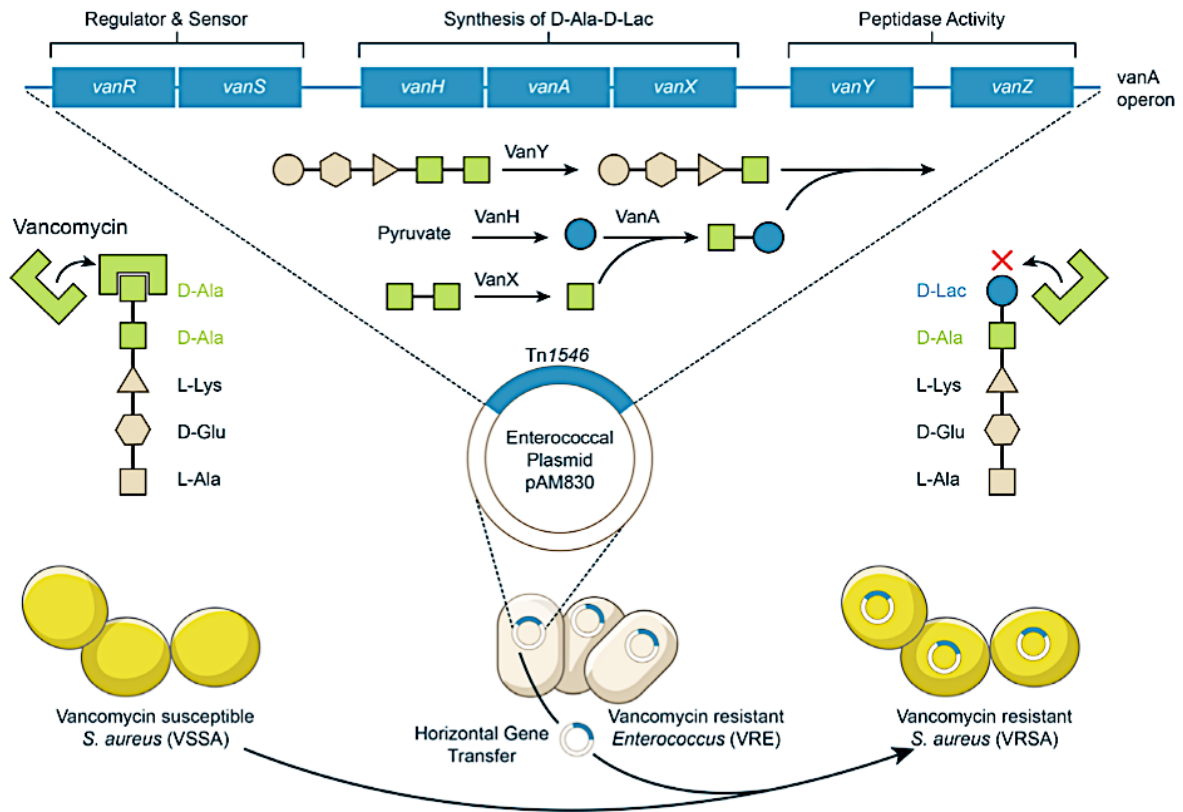 Regulator & Sensor
Synthesis of D-Ala-D-Lac
Peptidase Activity
vanR
vanS
vanH
vanA
vanX
vanY
vanZ
vanA
operon
VanY
Pyruvate
VanH
VanA
VanX
Vancomycin
D-Ala
D-Ala
L-Lys
D-Glu
L-Ala
D-Lac
D-Ala
L-Lys
D-Glu
L-Ala
Tn1546
Enterococcal
Plasmid
pAM830
Vancomycin susceptible
S. aureus (VSSA)
Horizontal Gene
Transfer
Vancomycin resistant
Enterococcus (VRE)
Vancomycin resistant
S. aureus (VRSA)